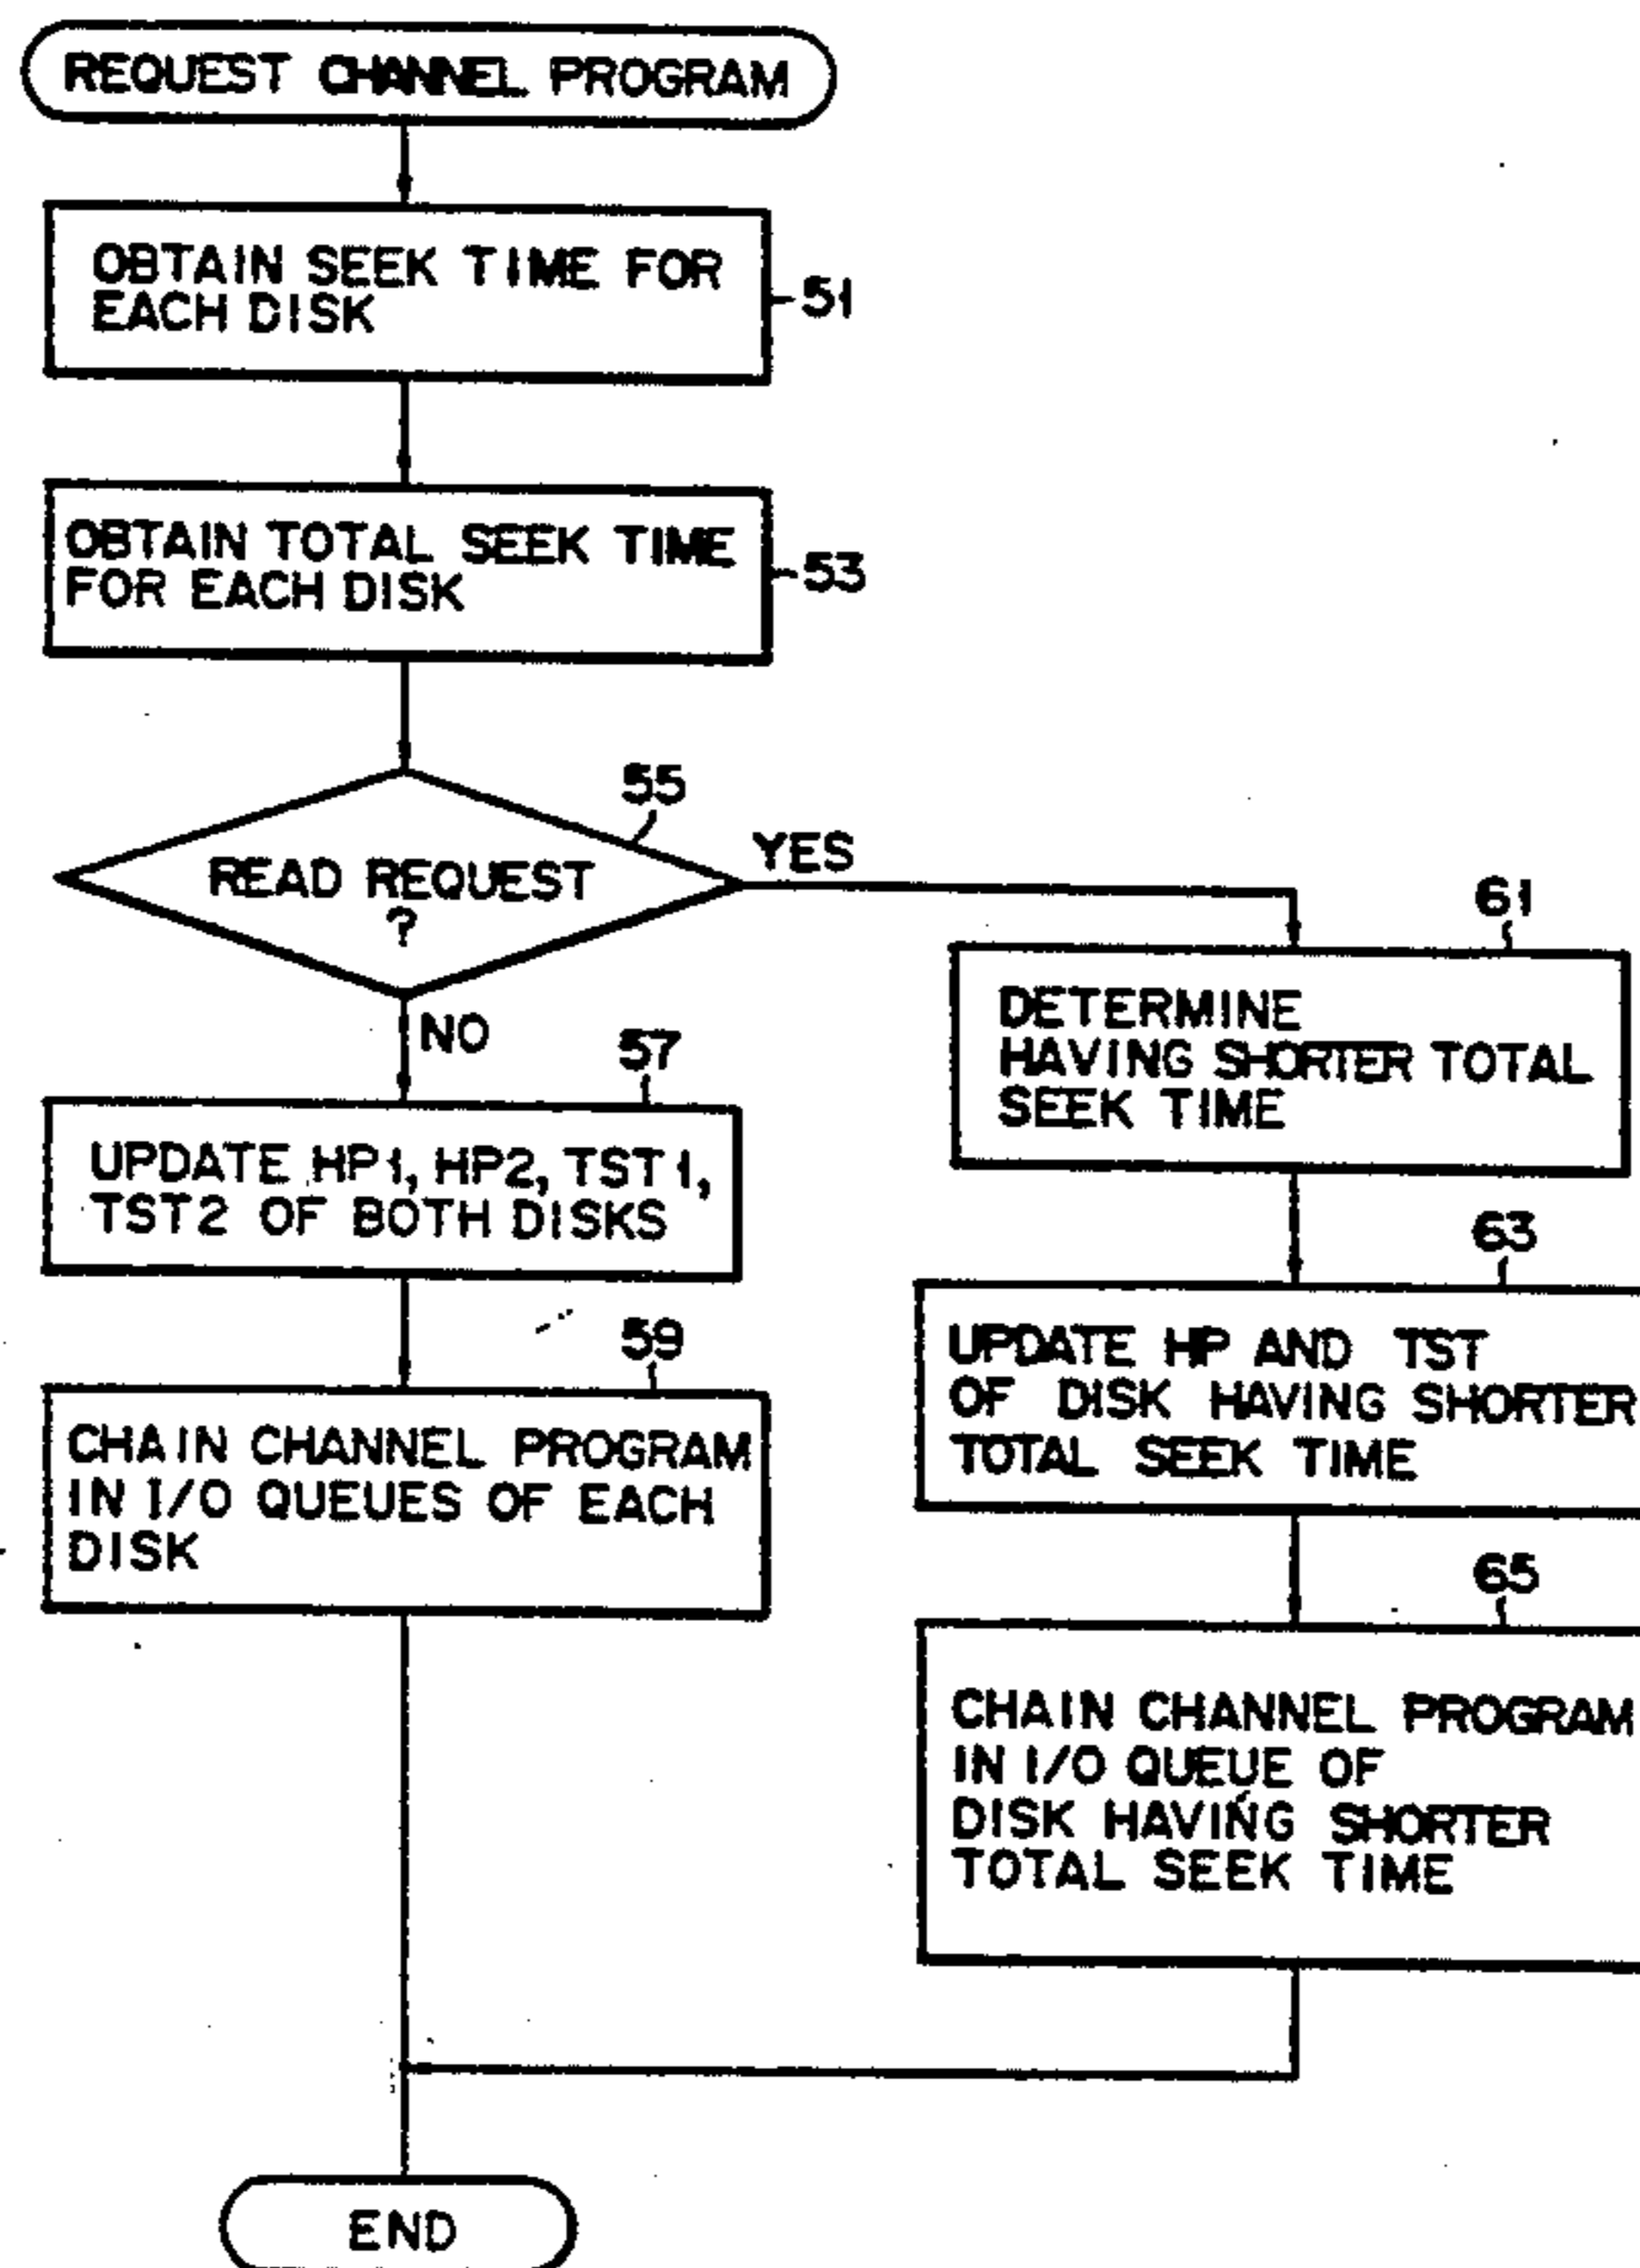 REQUEST CHANNEL PROGRAM
OBTAIN SEEK TIME FOR
EACH DISK
51
OBTAIN TOTAL SEEK TIME
FOR EACH DISK
53
55
READ REQUEST
?
YES
NO
57
UPDATE HP1, HP2, TST1,
TST2 OF BOTH DISKS
59
CHAIN CHANNEL PROGRAM
IN I/O QUEUES OF EACH
DISK
61
DETERMINE
HAVING SHORTER TOTAL
SEEK TIME
63
UPDATE HP AND TST
OF DISK HAVING SHORTER
TOTAL SEEK TIME
65
CHAIN CHANNEL PROGRAM
IN I/O QUEUE OF
DISK HAVING SHORTER
TOTAL SEEK TIME
END